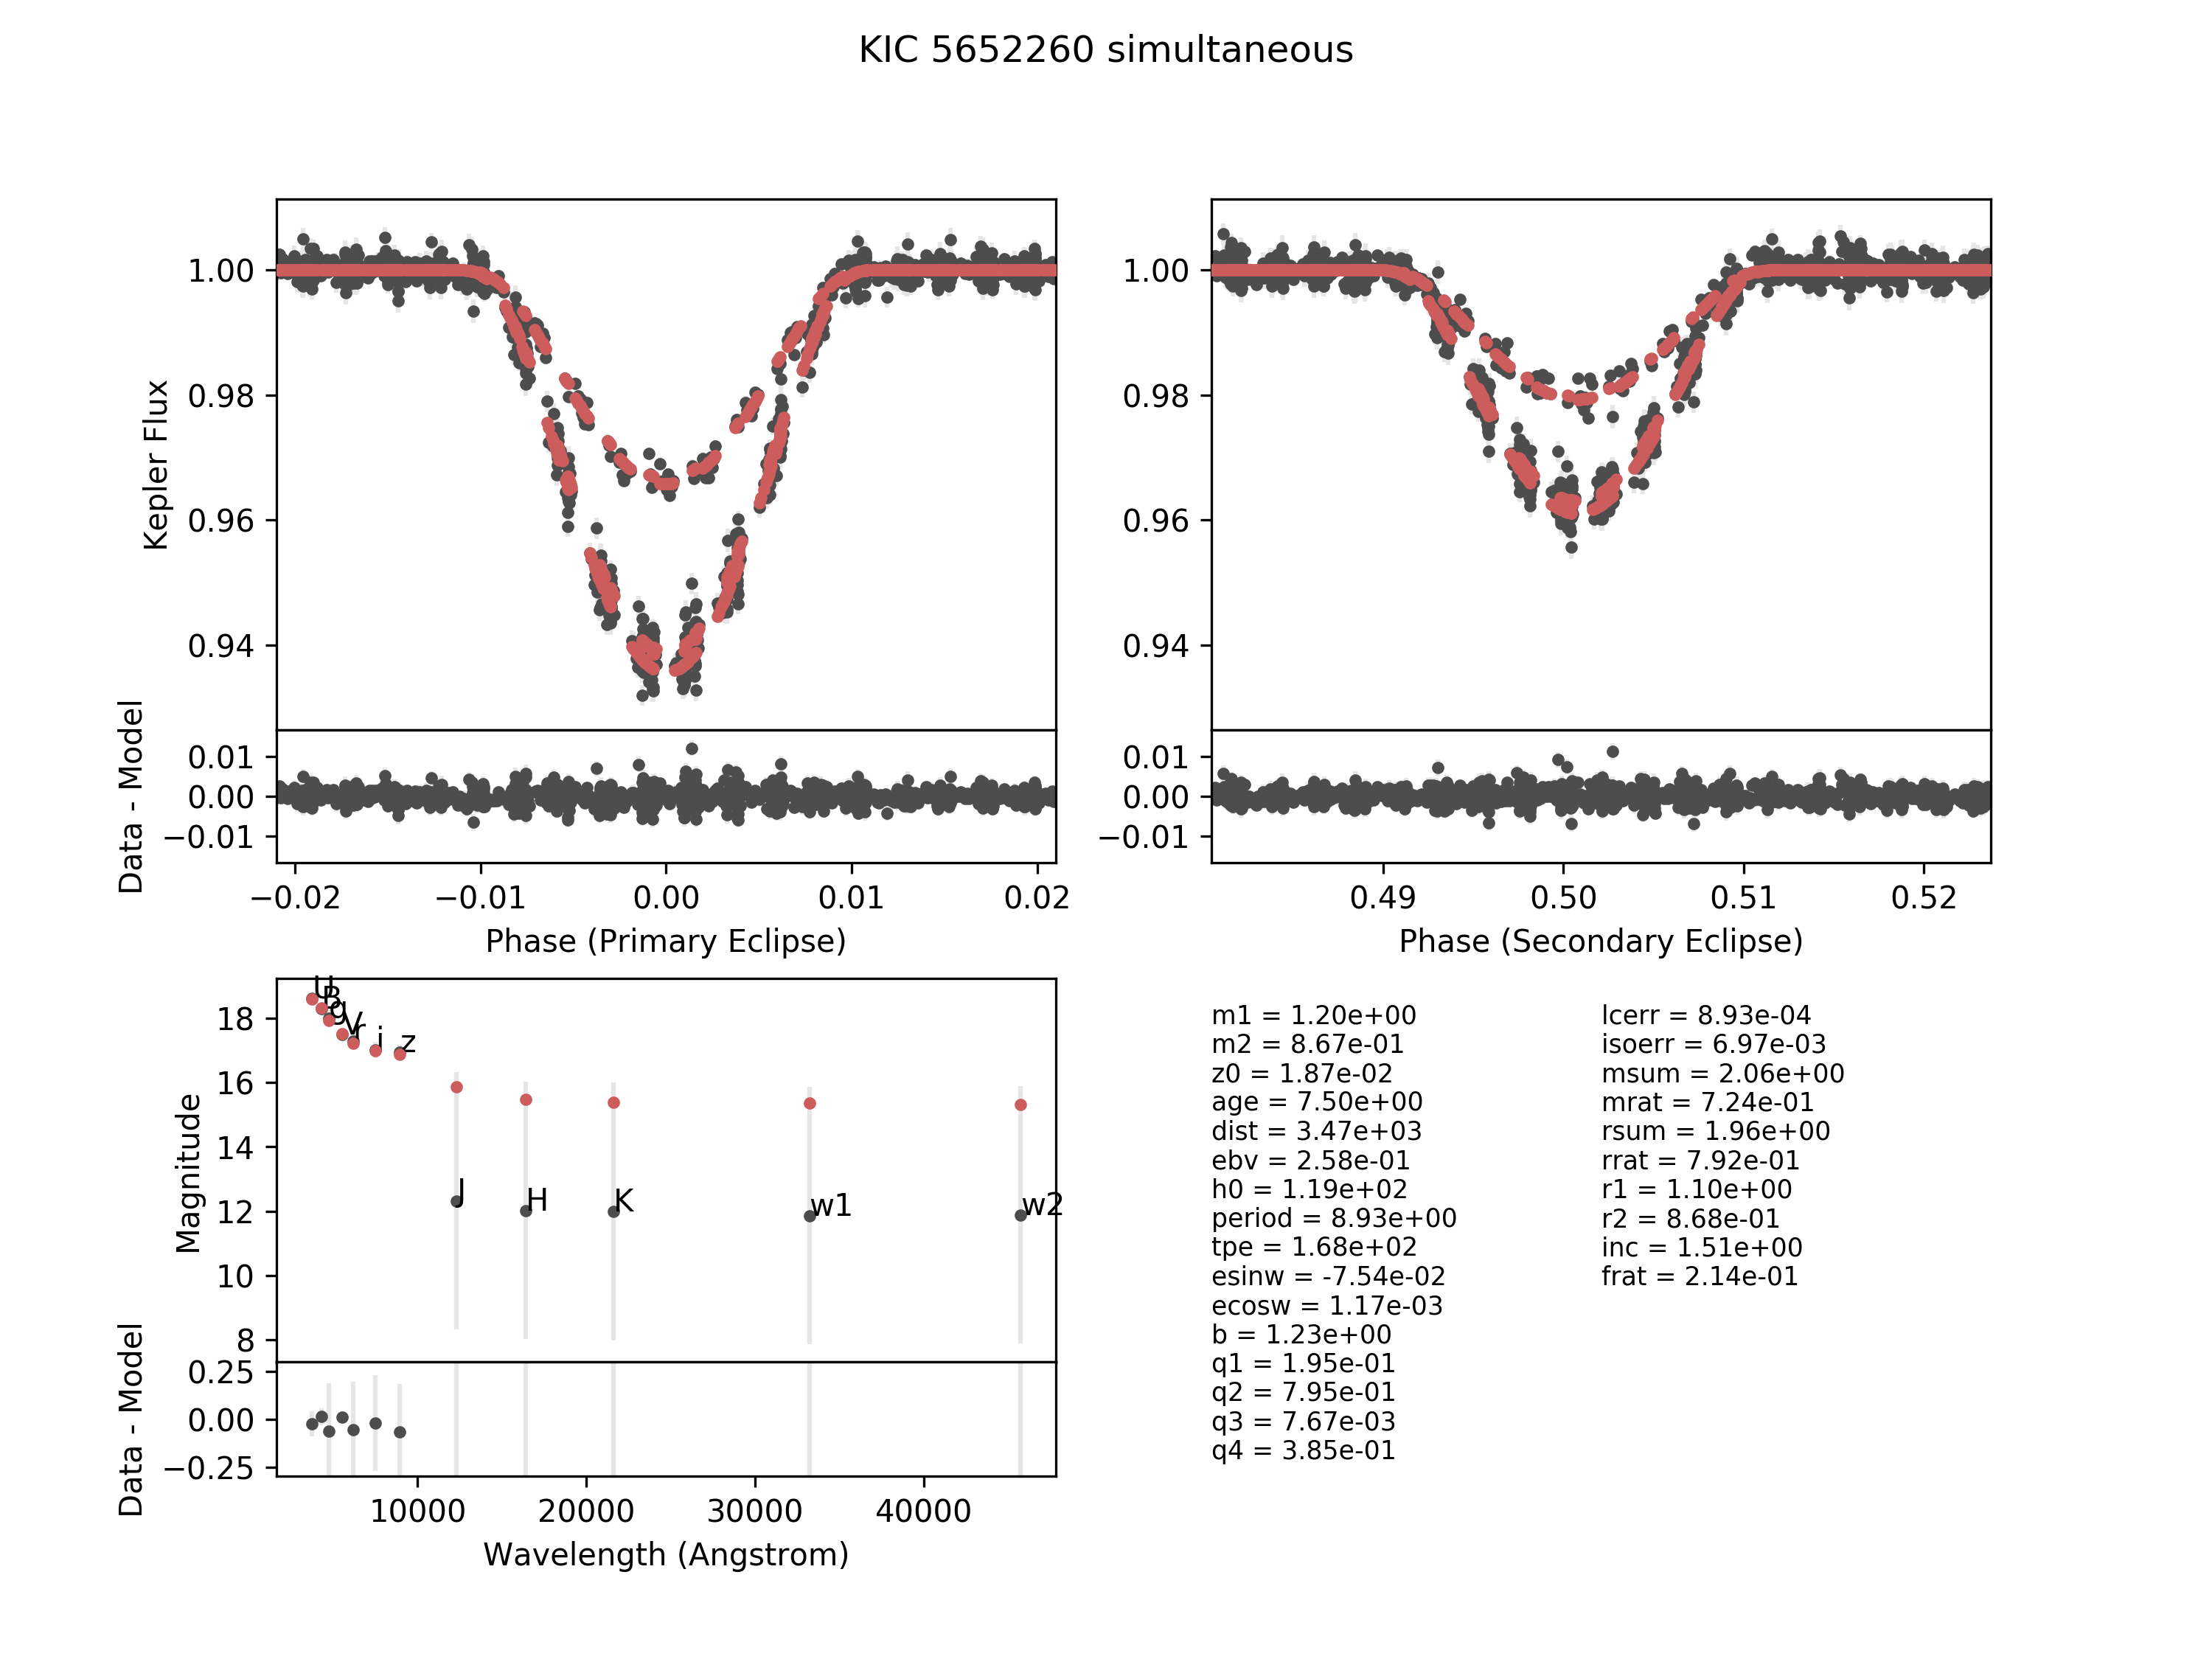 KIC 5652260 simultaneous
Kepler Flux
1.00
0.98
0.96
0.94
1.00
0.98
0.96
0.94
Data - Model
0.01
0.00
−0.01
0.01
0.00
−0.01
−0.02 −0.01 0.00 0.01 0.02
0.49 0.50 0.51 0.52
Phase (Primary Eclipse)
Phase (Secondary Eclipse)
Magnitude
18
16
14
12
10
8
U
B
g
V
r
i
z
J
H
K
w1
w2
Data - Model
0.25
0.00
−0.25
10000 20000 30000 40000
Wavelength (Angstrom)
m1 = 1.20e+00
m2 = 8.67e-01
z0 = 1.87e-02
age = 7.50e+00
dist = 3.47e+03
ebv = 2.58e-01
h0 = 1.19e+02
period = 8.93e+00
tpe = 1.68e+02
esinw = -7.54e-02
ecosw = 1.17e-03
b = 1.23e+00
q1 = 1.95e-01
q2 = 7.95e-01
q3 = 7.67e-03
q4 = 3.85e-01
lcerr = 8.93e-04
isoerr = 6.97e-03
msum = 2.06e+00
mrat = 7.24e-01
rsum = 1.96e+00
rrat = 7.92e-01
r1 = 1.10e+00
r2 = 8.68e-01
inc = 1.51e+00
frat = 2.14e-01